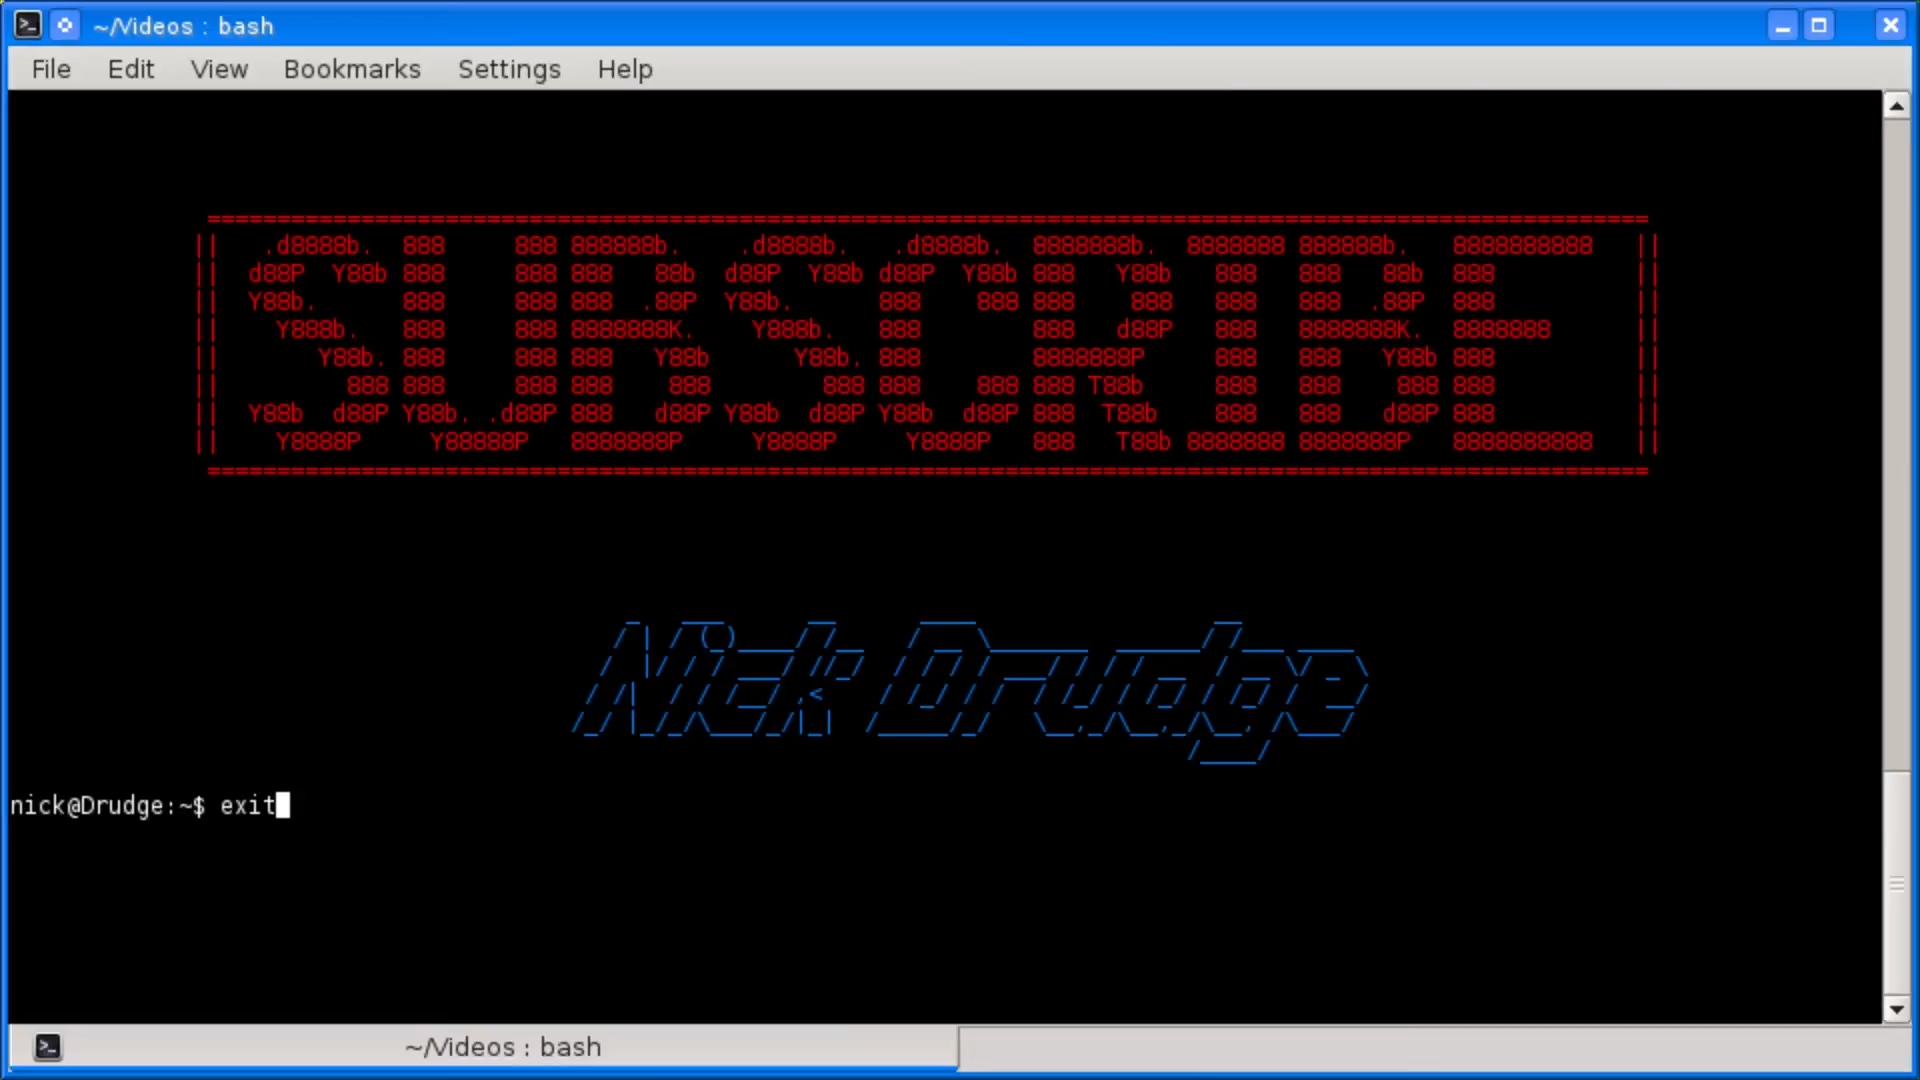 ~/Videos : bash
File Edit View Bookmarks Settings Help
SUBSCRIBE
Nick Drudge
nick@Drudge:~$ exit
~/Videos : bash